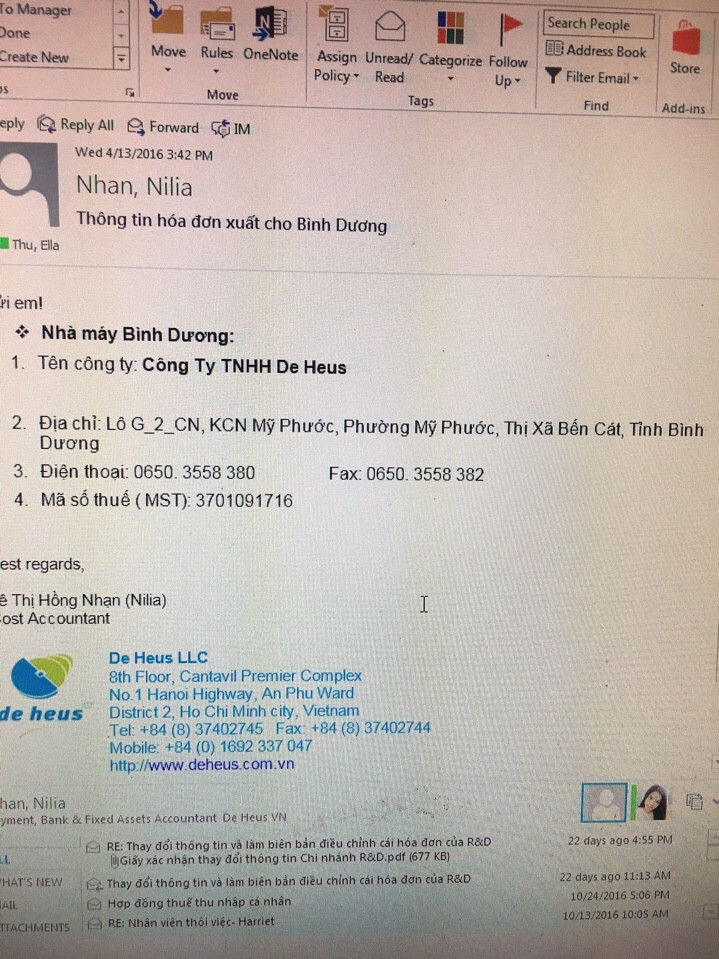 To Manager
Done
Create New
Move
Rules
OneNote
Move
Assign Policy
Unread/ Read
Categorize
Follow Up
Tags
Search People
Address Book
Filter Email
Find
Store
Add-ins
eply Reply All Forward IM
Wed 4/13/2016 3:42 PM
Nhan, Nilia
Thông tin hóa đơn xuất cho Bình Dương
Thu, Ella
ửi em!
❖ Nhà máy Bình Dương:
1. Tên công ty: Công Ty TNHH De Heus
2. Địa chỉ: Lô G_2_CN, KCN Mỹ Phước, Phường Mỹ Phước, Thị Xã Bến Cát, Tỉnh Bình
Dương
3. Điện thoại: 0650. 3558 380 Fax: 0650. 3558 382
4. Mã số thuế ( MST): 3701091716
est regards,
ê Thị Hồng Nhạn (Nilia)
ost Accountant
de heus
De Heus LLC
8th Floor, Cantavil Premier Complex
No.1 Hanoi Highway, An Phu Ward
District 2, Ho Chi Minh city, Vietnam
Tel: +84 (8) 37402745 Fax: +84 (8) 37402744
Mobile: +84 (0) 1692 337 047
http://www.deheus.com.vn
han, Nilia
yment, Bank & Fixed Assets Accountant De Heus VN
RE: Thay đổi thông tin và làm biên bản điều chỉnh cái hóa đơn của R&D 22 days ago 4:55 PM
Giấy xác nhận thay đổi thông tin Chi nhánh R&D.pdf (677 KB)
LL
HAT'S NEW
Thay đổi thông tin và làm biên bản điều chỉnh cái hóa đơn của R&D 22 days ago 11:13 AM
AIL
Hợp đồng thuế thu nhập cá nhân 10/24/2016 5:06 PM
TTACHMENTS
RE: Nhân viên thôi việc- Harriet 10/13/2016 10:05 AM